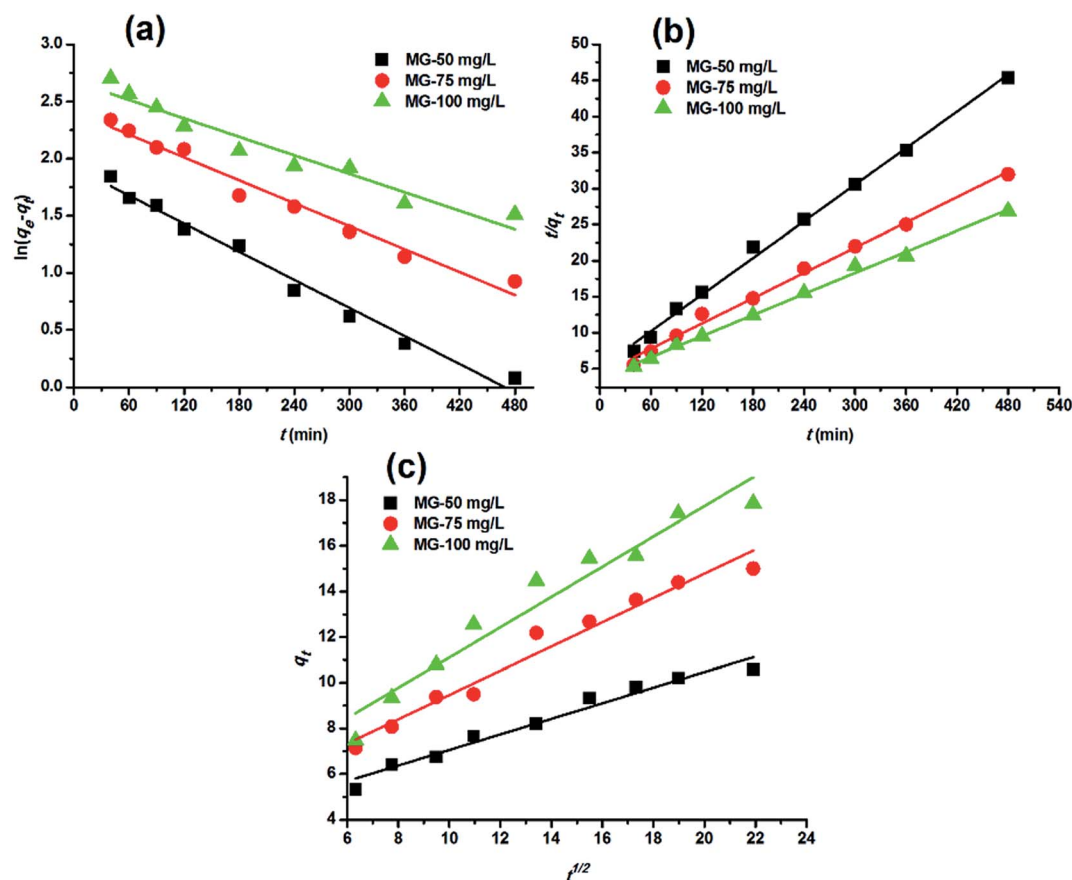 (a)
MG-50 mg/L
MG-75 mg/L
MG-100 mg/L
3.0
2.5
2.0
1.5
1.0
0.5
0.0
ln(qe-qt)
0 60 120 180 240 300 360 420 480
t (min)
(b)
MG-50 mg/L
MG-75 mg/L
MG-100 mg/L
50
45
40
35
30
25
20
15
10
5
t/qt
0 60 120 180 240 300 360 420 480 540
t (min)
(c)
MG-50 mg/L
MG-75 mg/L
MG-100 mg/L
18
16
14
12
10
8
6
4
qt
6 8 10 12 14 16 18 20 22 24
t1/2